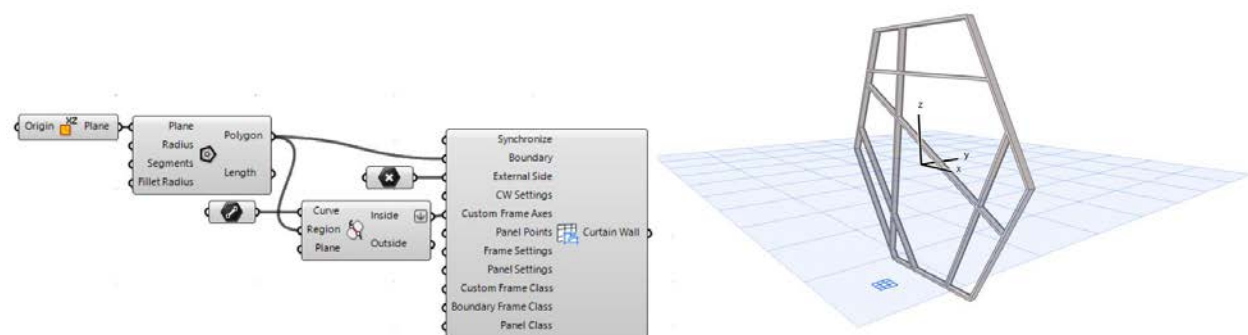 Origin
XZ
Plane
Plane
Radius
Segments
Fillet Radius
Polygon
Length
Curve
Region
Plane
Inside
Outside
Synchronize
Boundary
External Side
CW Settings
Custom Frame Axes
Panel Points
Frame Settings
Panel Settings
Custom Frame Class
Boundary Frame Class
Panel Class
Curtain Wall
z
y
x